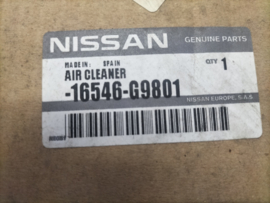 NISSAN
GENUINE PARTS
MADE IN: SPAIN
AIR CLEANER
QTY 1
-16546-G9801
NISSAN EUROPE, S.A.S